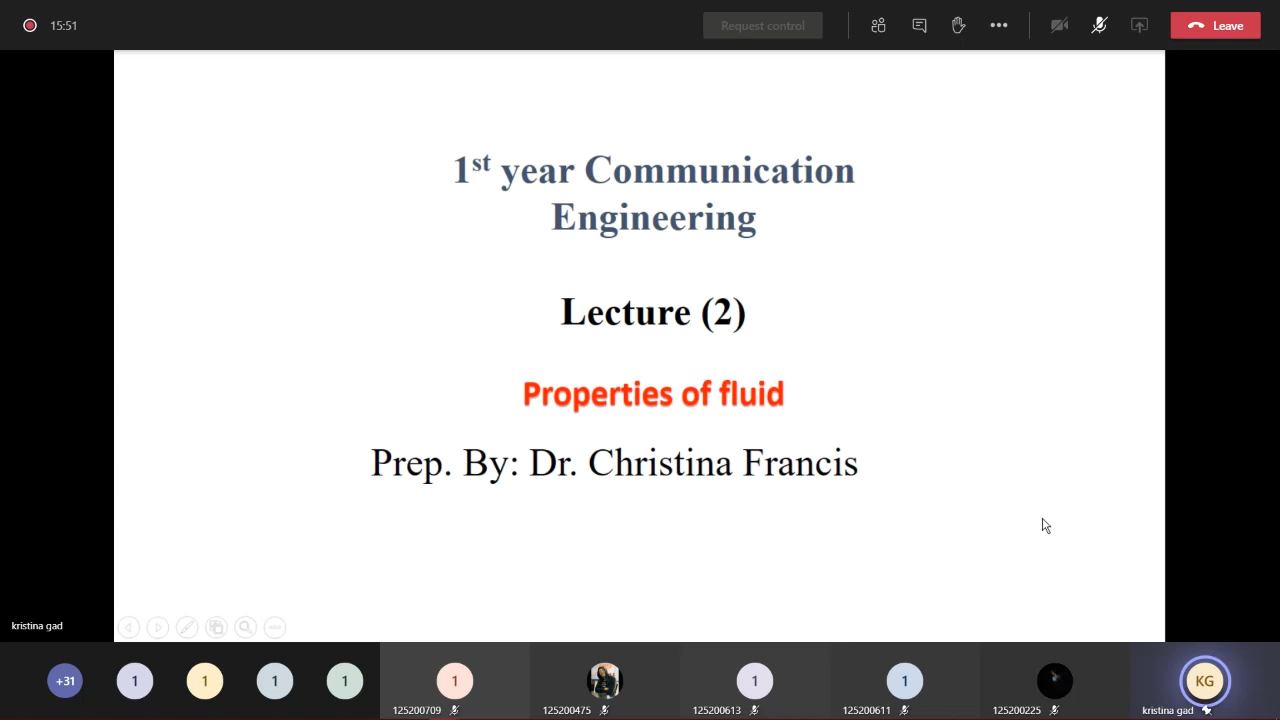 15:51
Request control
Leave
1st year Communication
Engineering
Lecture (2)
Properties of fluid
Prep. By: Dr. Christina Francis
kristina gad
+31
1
1
1
1
1
1
1
KG
125200709
125200475
125200613
125200611
125200225
kristina gad